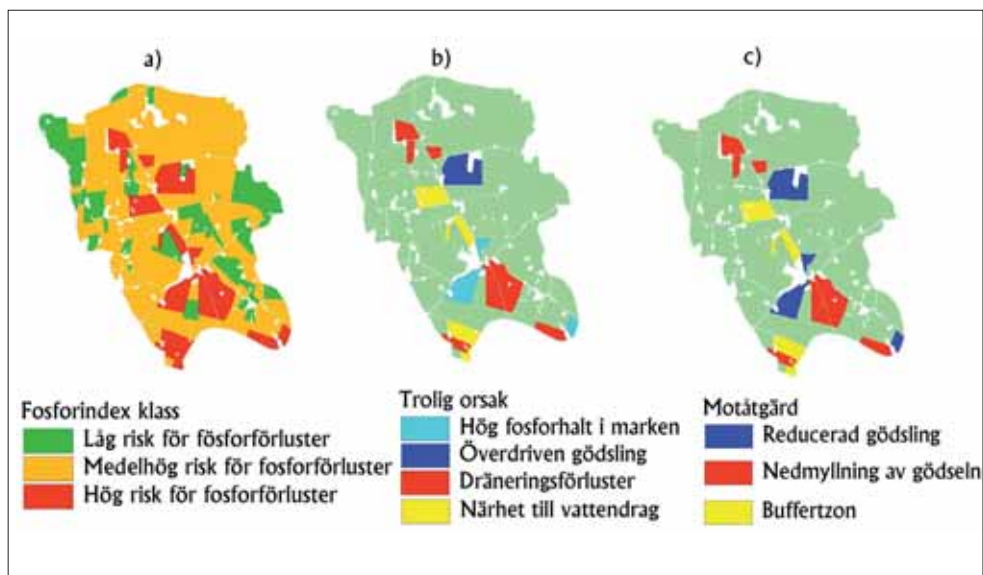 a)
b)
c)
Fosforindex klass
Låg risk för fösforförluster
Medelhög risk för fosforförluster
Hög risk för fosforförluster
Trolig orsak
Hög fosforhalt i marken
Överdriven gödsling
Dräneringsförluster
Närhet till vattendrag
Motåtgärd
Reducerad gödsling
Nedmyllning av gödseln
Buffertzon